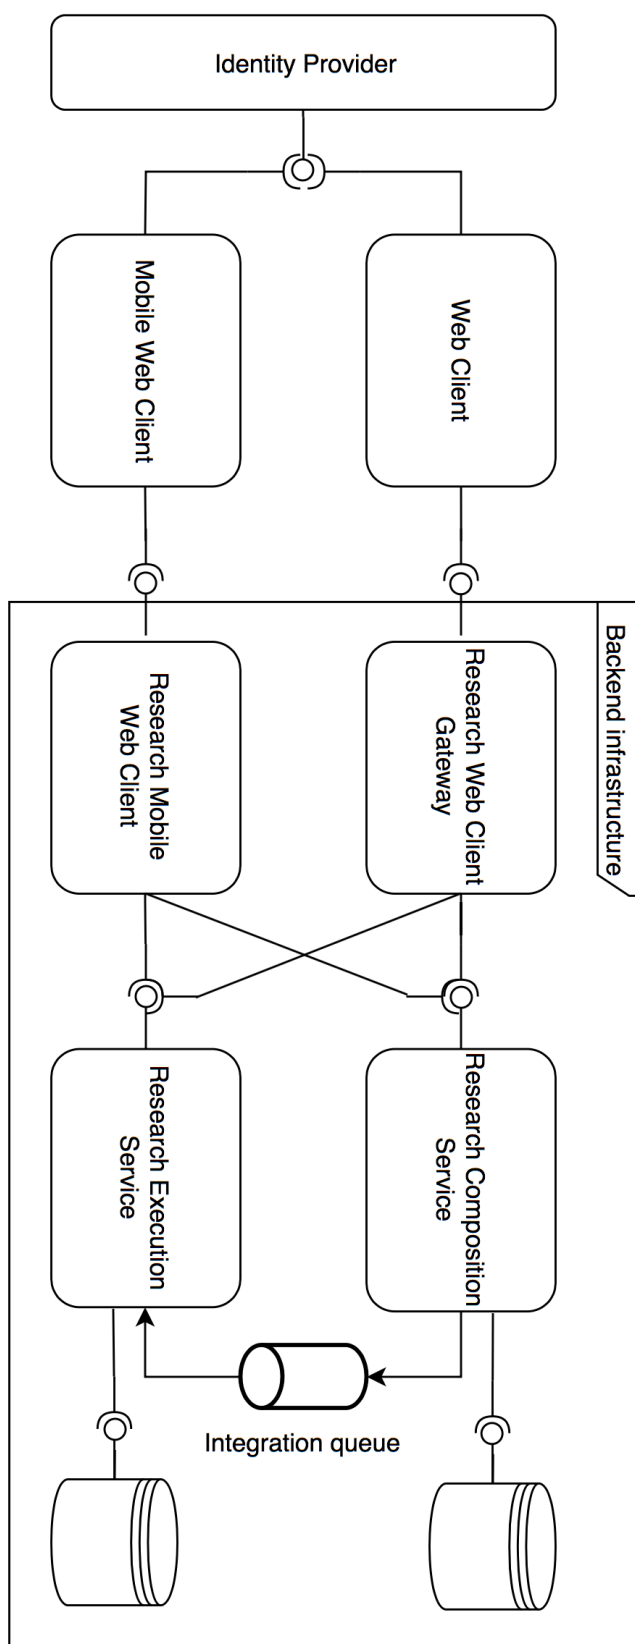 Identity Provider
Mobile Web Client
Web Client
Backend infrastructure
Research Mobile
Web Client
Research Web Client
Gateway
Research Execution
Service
Research Composition
Service
Integration queue